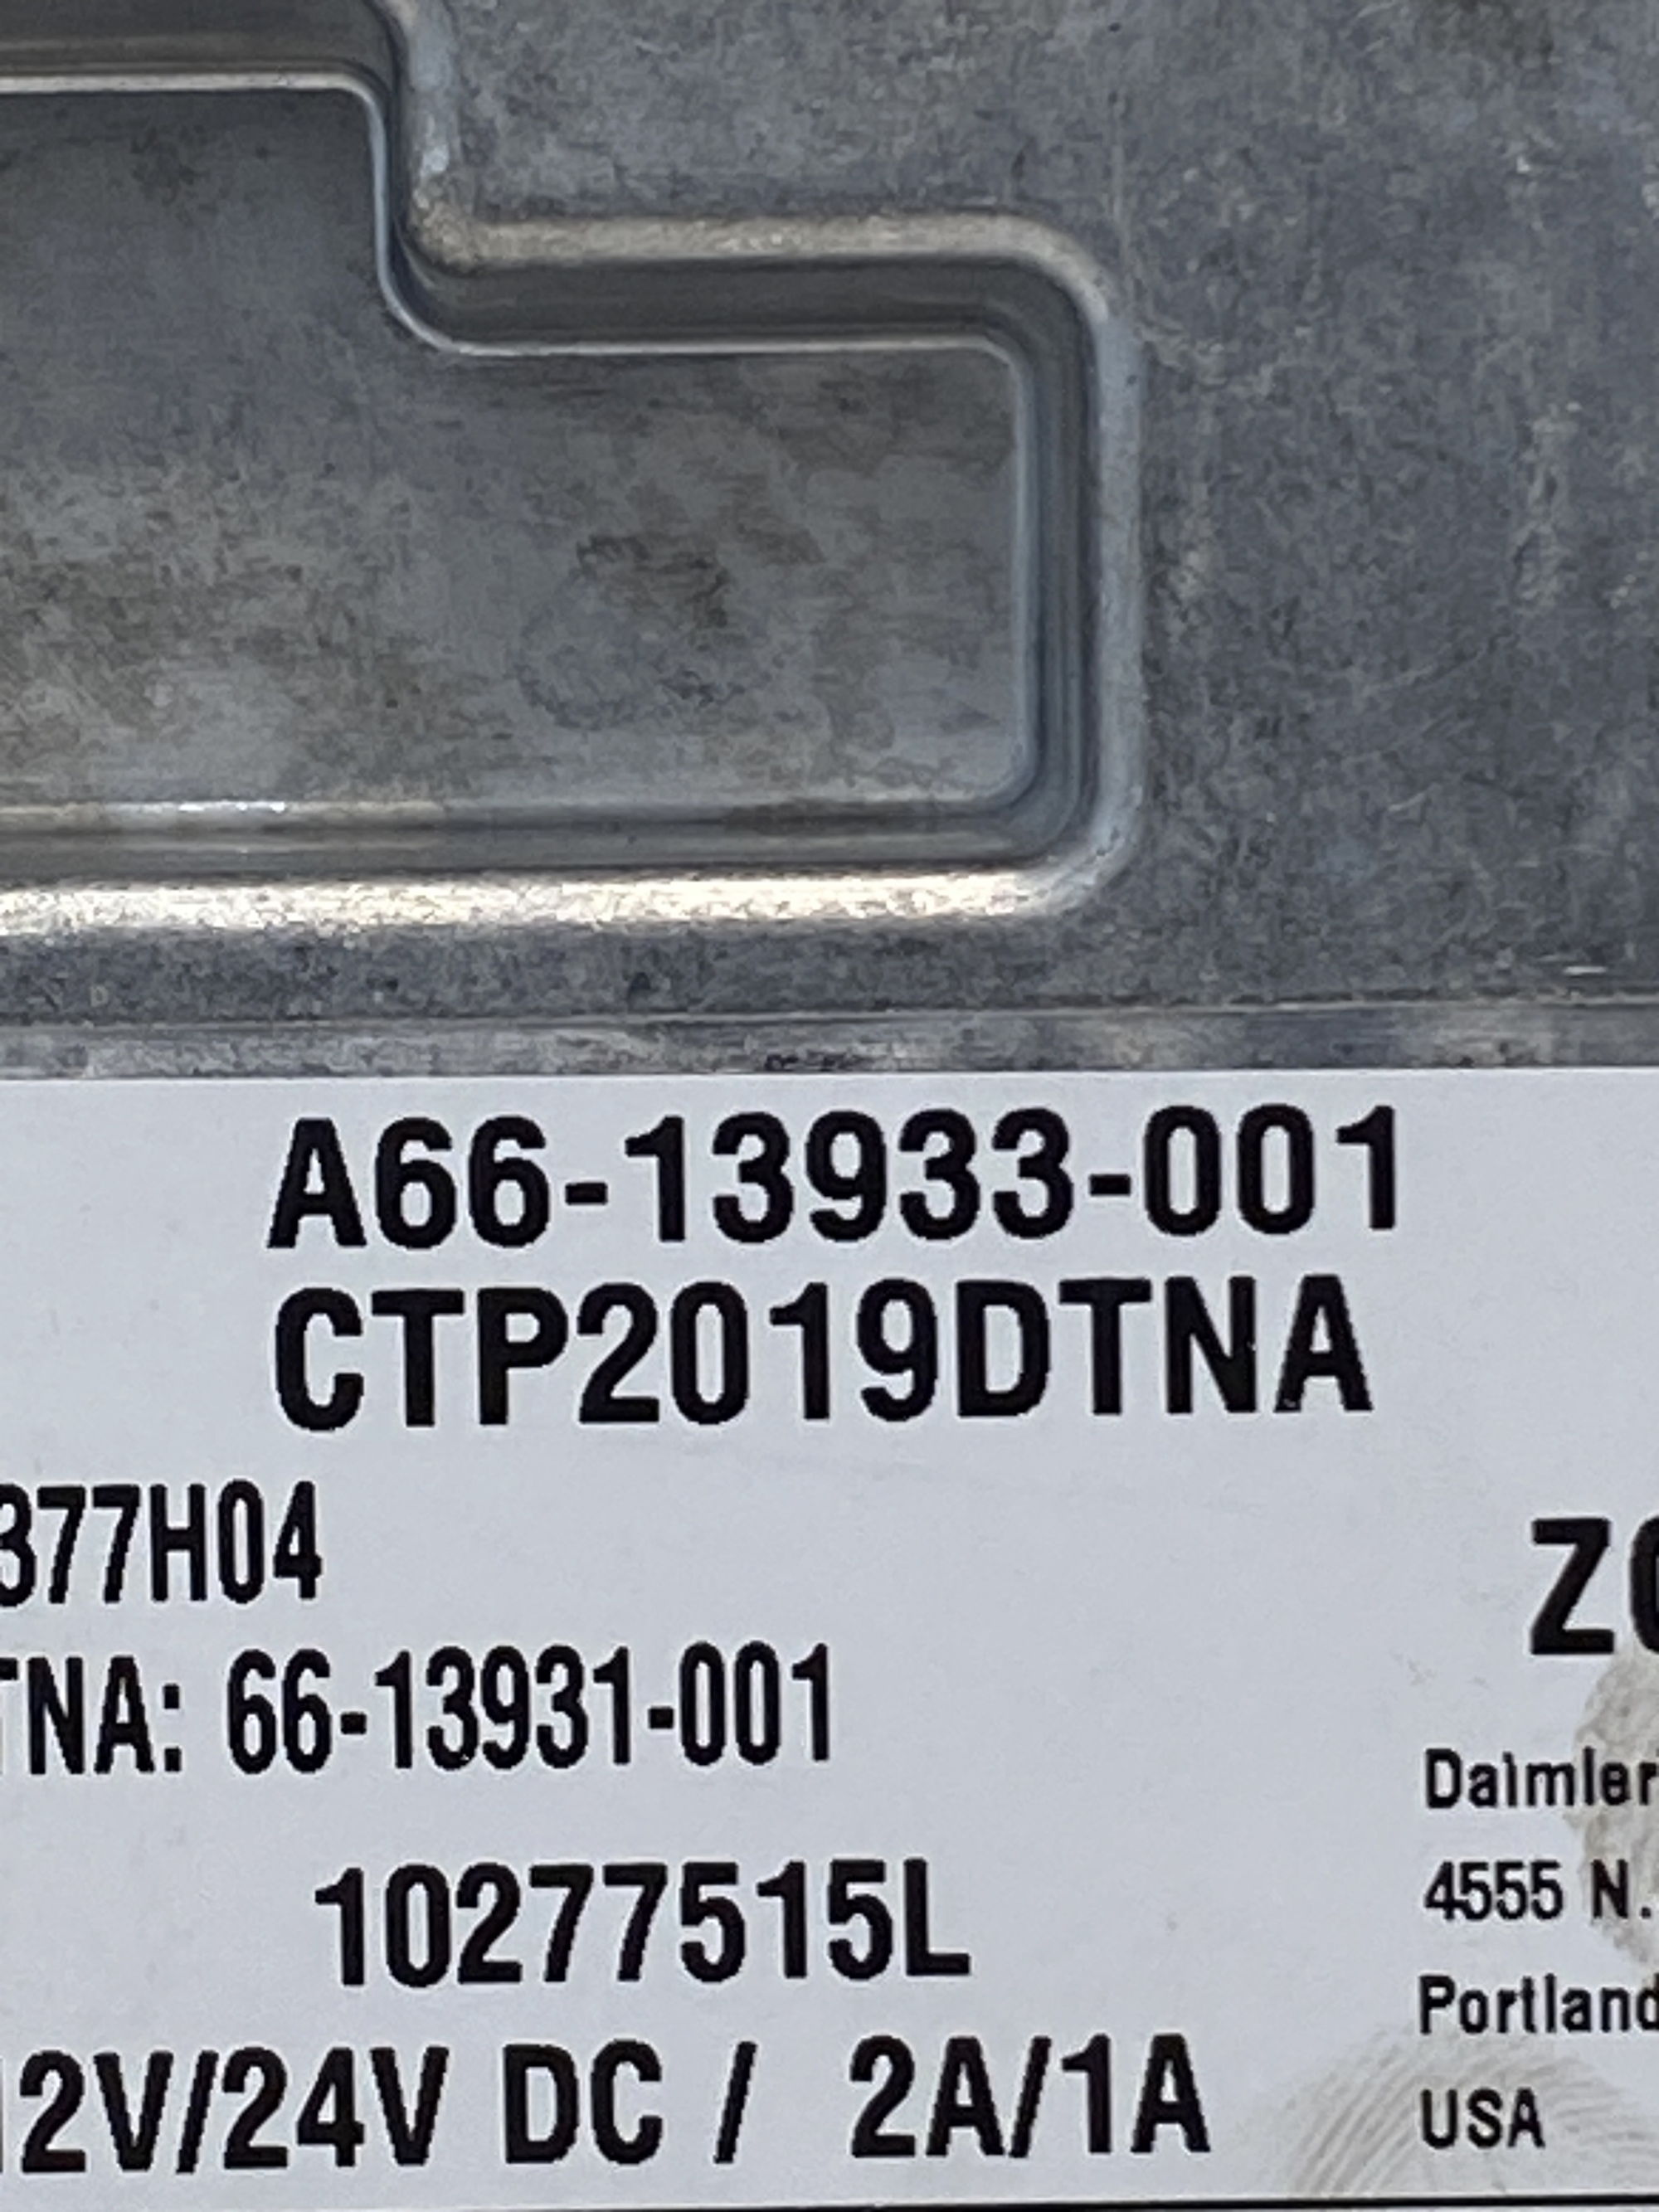 A66-13933-001
CTP2019DTNA
377H04
TNA: 66-13931-001
10277515L
12V/24V DC / 2A/1A
Daimler
4555 N.
Portland
USA